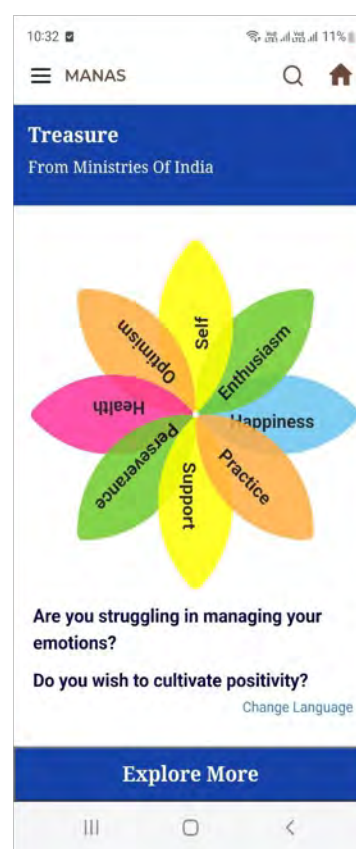 10:32
11%
MANAS
Treasure
From Ministries Of India
Self
Enthusiasm
Happiness
Practice
Support
Perseverance
Health
Optimism
Are you struggling in managing your
emotions?
Do you wish to cultivate positivity?
Change Language
Explore More